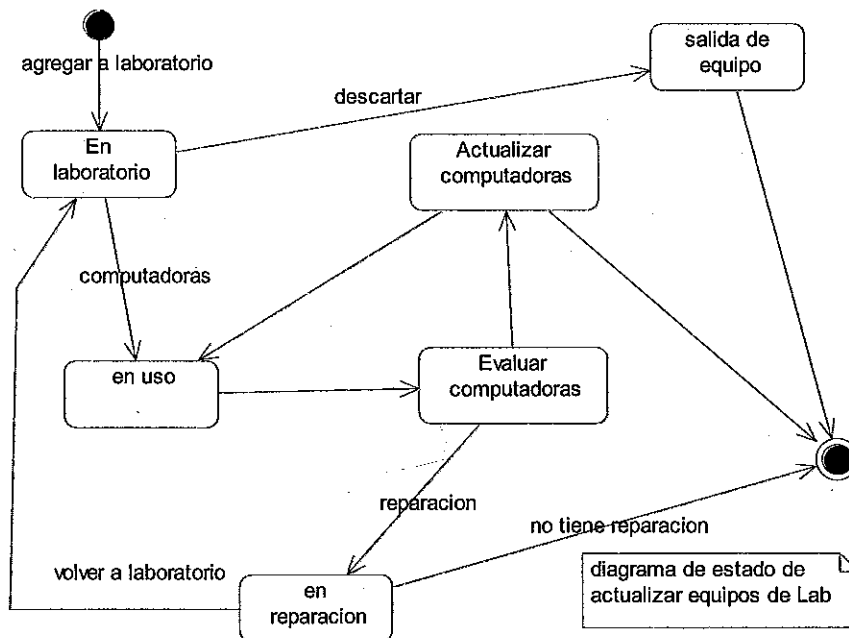 agregar a laboratorio
salida de
equipo
descartar
En
laboratorio
Actualizar
computadoras
computadoras
en uso
Evaluar
computadoras
reparacion
no tiene reparacion
volver a laboratorio
en
reparacion
diagrama de estado de
actualizar equipos de Lab